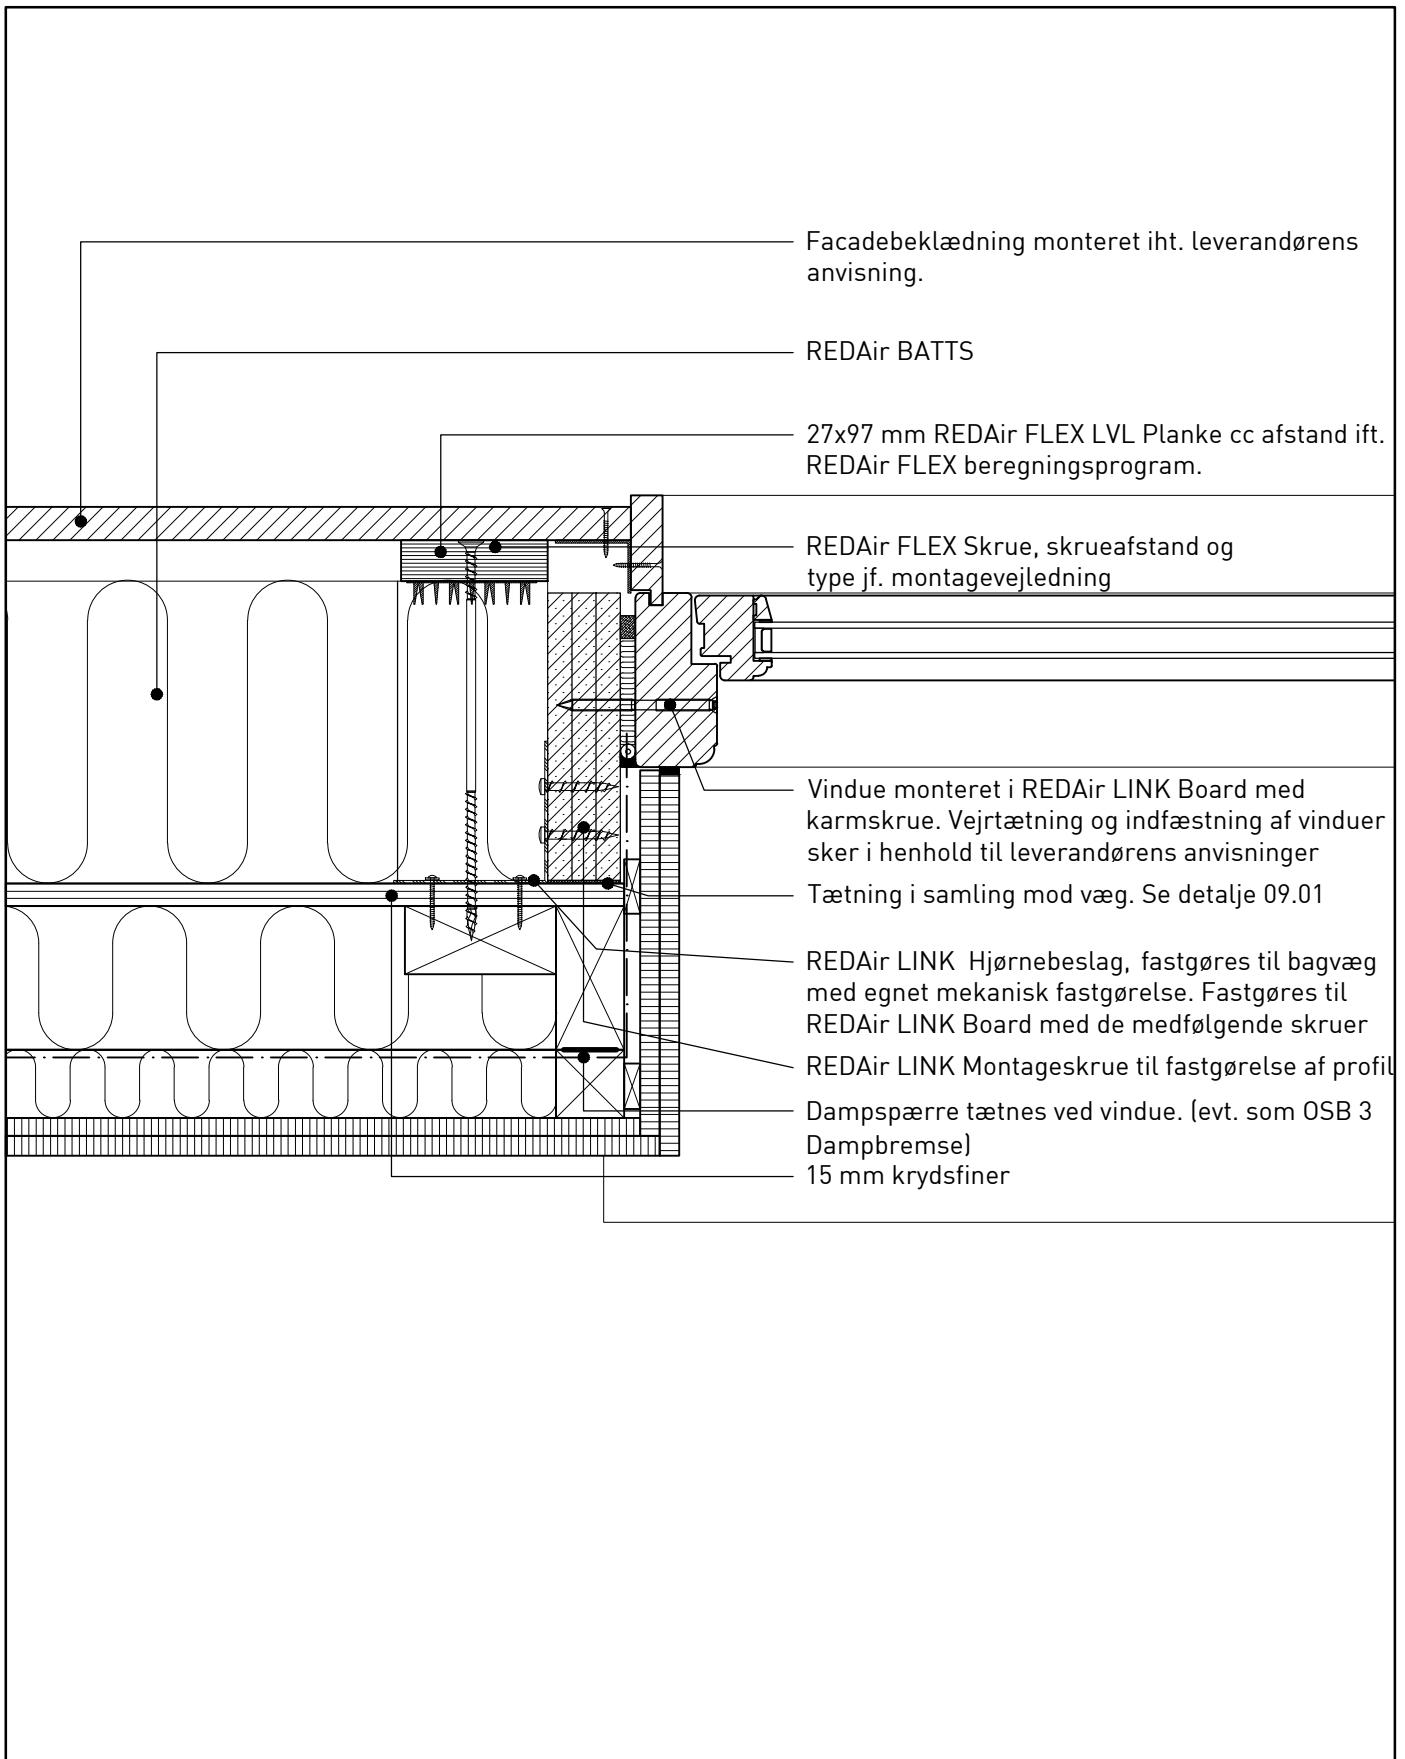 Facadebeklædning monteret iht. leverandørens
anvisning.
REDAir BATTS
27x97 mm REDAir FLEX LVL Planke cc afstand ift.
REDAir FLEX beregningsprogram.
REDAir FLEX Skrue, skrueafstand og
type jf. montagevejledning
Vindue monteret i REDAir LINK Board med
karmskrue. Vejrtætning og indfæstning af vinduer
sker i henhold til leverandørens anvisninger
Tætning i samling mod væg. Se detalje 09.01
REDAir LINK Hjørnebeslag, fastgøres til bagvæg
med egnet mekanisk fastgørelse. Fastgøres til
REDAir LINK Board med de medfølgende skruer
REDAir LINK Montageskrue til fastgørelse af profil
Dampspærre tætnes ved vindue. (evt. som OSB 3
Dampbremse)
15 mm krydsfiner